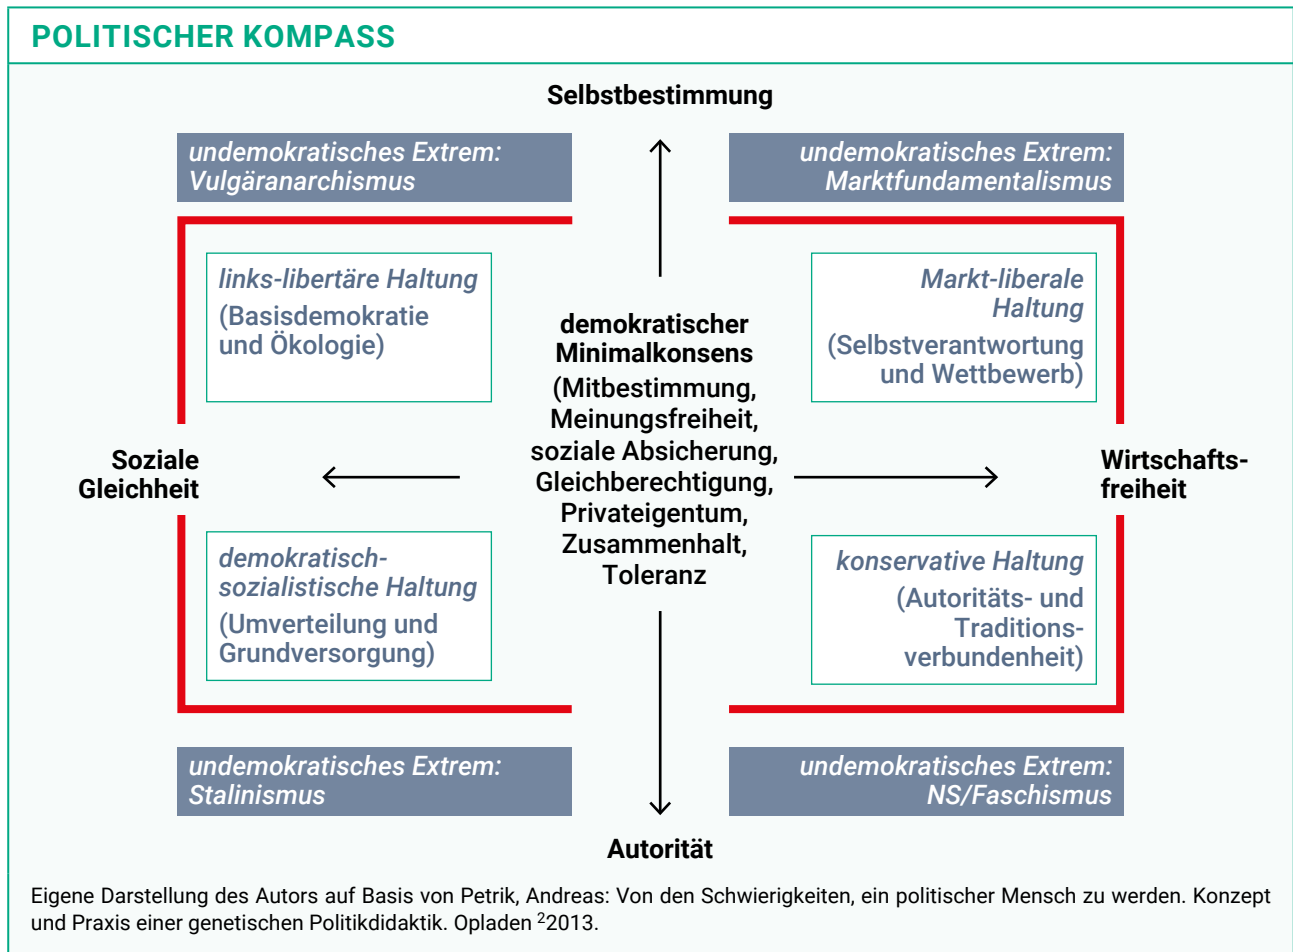 POLITISCHER KOMPASS
Selbstbestimmung
undemokratisches Extrem:
Vulgäranarchismus
undemokratisches Extrem:
Marktfundamentalismus
links-libertäre Haltung
(Basisdemokratie
und Ökologie)
Markt-liberale
Haltung
(Selbstverantwortung
und Wettbewerb)
demokratischer
Minimalkonsens
(Mitbestimmung,
Meinungsfreiheit,
soziale Absicherung,
Gleichberechtigung,
Privateigentum,
Zusammenhalt,
Toleranz
Soziale
Gleichheit
Wirtschafts-
freiheit
demokratisch-
sozialistische Haltung
(Umverteilung und
Grundversorgung)
konservative Haltung
(Autoritäts- und
Traditions-
verbundenheit)
undemokratisches Extrem:
Stalinismus
undemokratisches Extrem:
NS/Faschismus
Autorität
Eigene Darstellung des Autors auf Basis von Petrik, Andreas: Von den Schwierigkeiten, ein politischer Mensch zu werden. Konzept
und Praxis einer genetischen Politikdidaktik. Opladen ²2013.